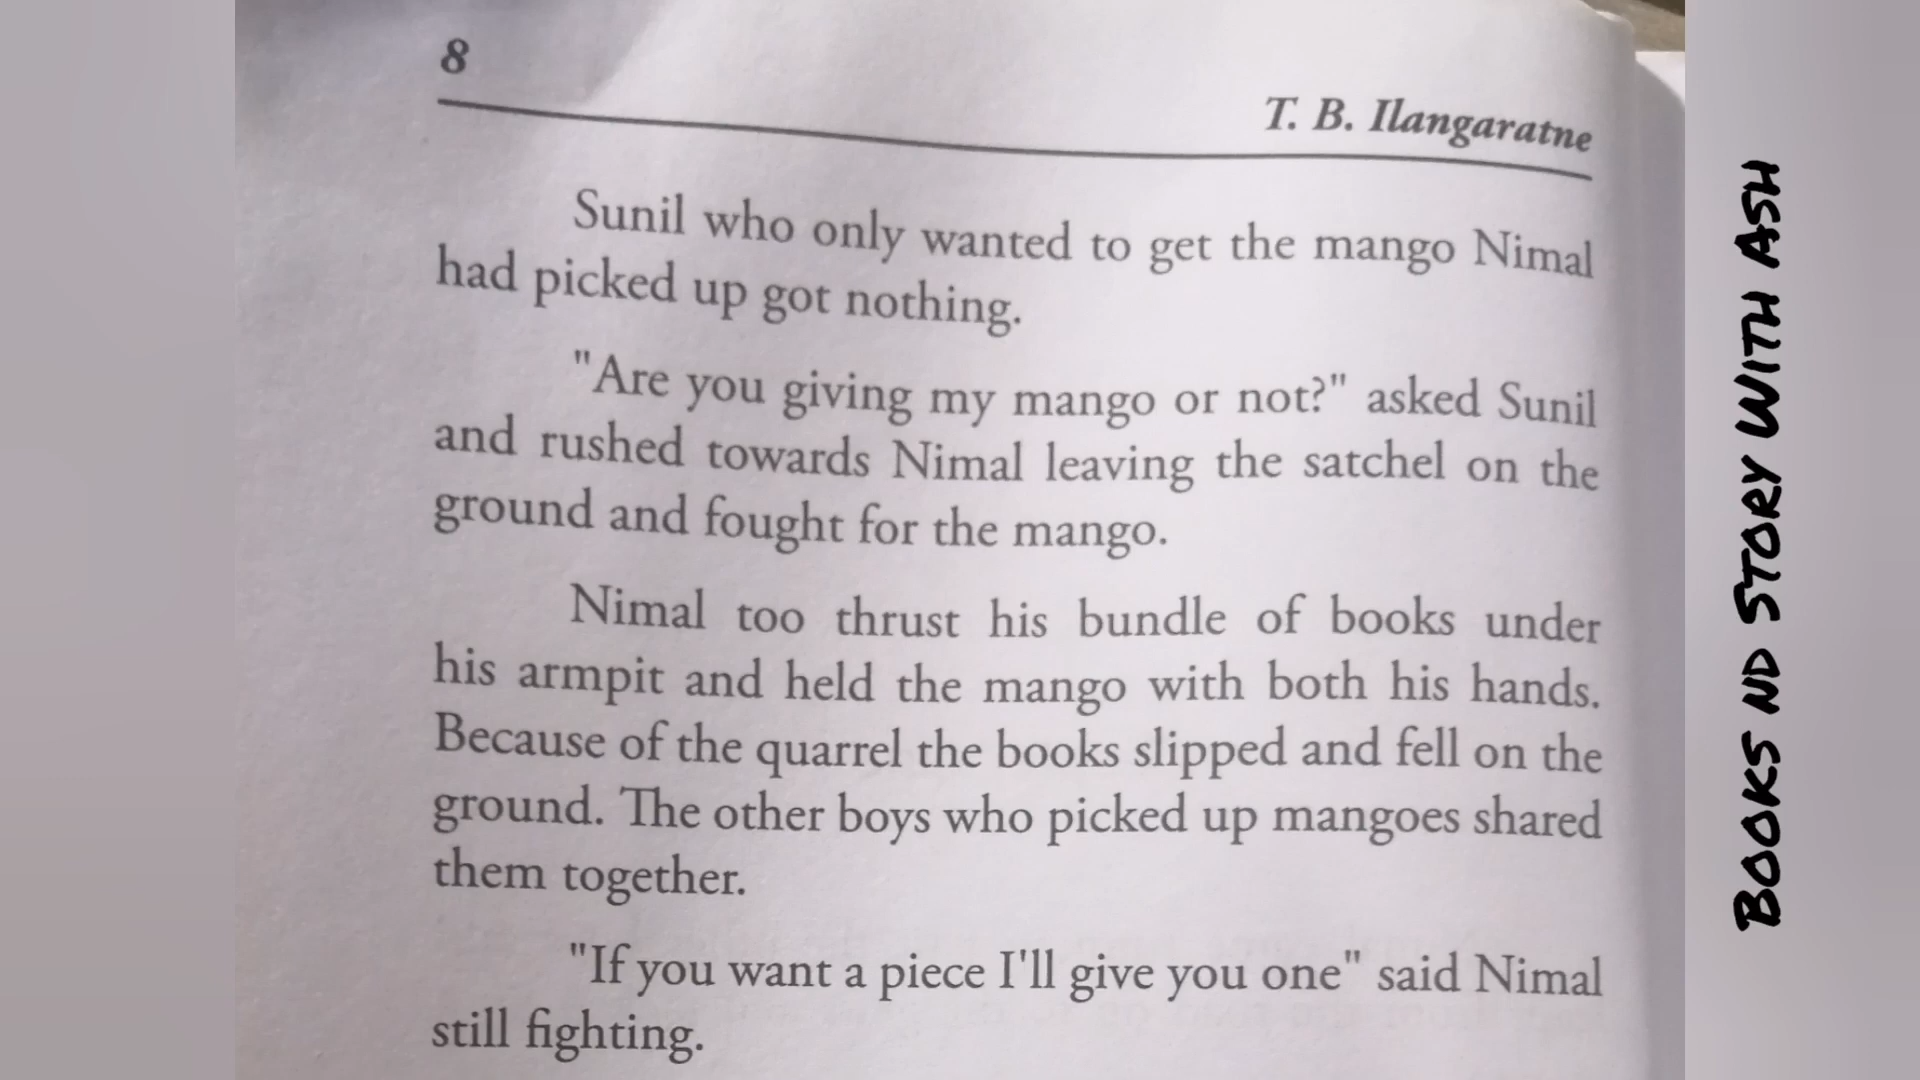 8
T. B. Ilangaratne
Sunil who only wanted to get the mango Nimal
had picked up got nothing.
"Are you giving my mango or not?" asked Sunil
and rushed towards Nimal leaving the satchel on the
ground and fought for the mango.
Nimal too thrust his bundle of books under
his armpit and held the mango with both his hands.
Because of the quarrel the books slipped and fell on the
ground. The other boys who picked up mangoes shared
them together.
"If you want a piece I'll give you one" said Nimal
still fighting.
BOOKS ND STORY WITH ASH